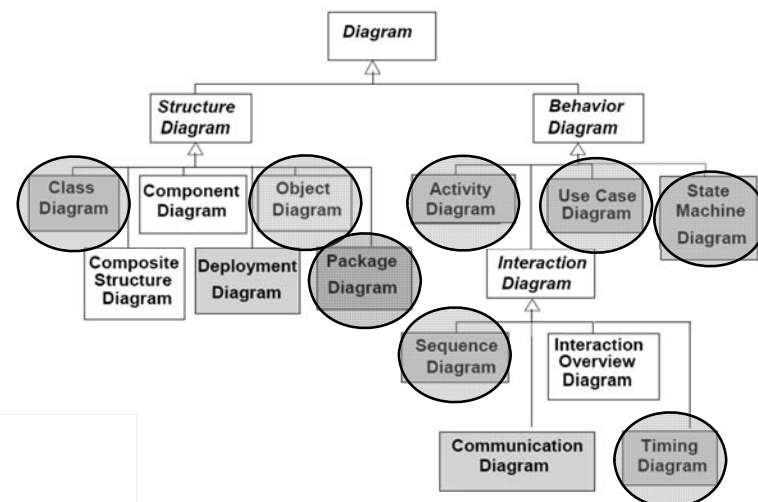 Diagram
Structure
Diagram
Behavior
Diagram
Class
Diagram
Component
Diagram
Object
Diagram
Activity
Diagram
Use Case
Diagram
State
Machine
Diagram
Composite
Structure
Diagram
Deployment
Diagram
Package
Diagram
Interaction
Diagram
Sequence
Diagram
Interaction
Overview
Diagram
Communication
Diagram
Timing
Diagram